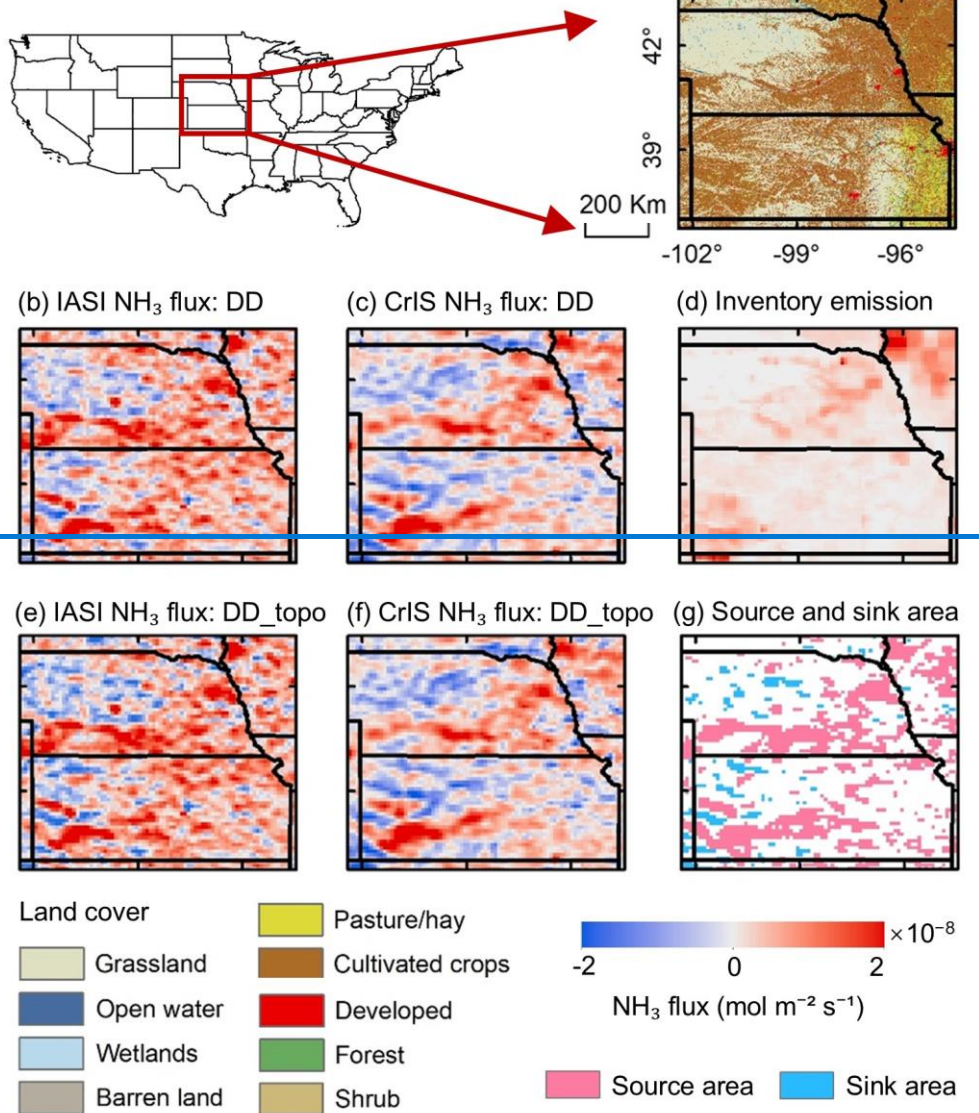 42°
39°
200 Km
-102° -99° -96°
(b) IASI NH₃ flux: DD (c) CrIS NH₃ flux: DD (d) Inventory emission
(e) IASI NH₃ flux: DD_topo (f) CrIS NH₃ flux: DD_topo (g) Source and sink area
Land cover
Grassland
Open water
Wetlands
Barren land
Pasture/hay
Cultivated crops
Developed
Forest
Shrub
×10⁻⁸
-2 0 2
NH₃ flux (mol m⁻² s⁻¹)
Source area Sink area